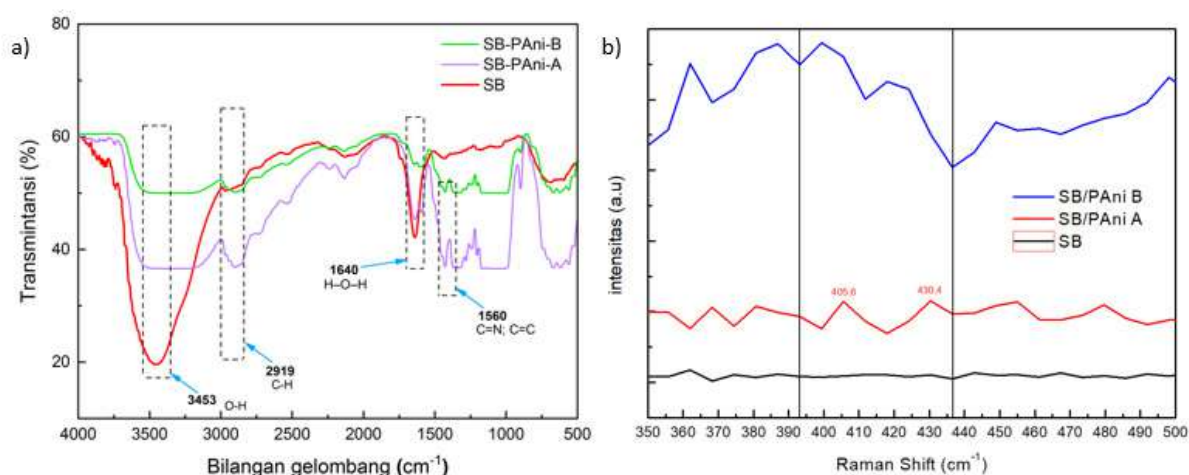 a)
Transmintansi (%)
80
60
40
20
SB-PAni-B
SB-PAni-A
SB
1640
H–O–H
1560
C=N; C=C
2919
C-H
3453
O-H
4000 3500 3000 2500 2000 1500 1000 500
Bilangan gelombang (cm⁻¹)
b)
intensitas (a.u)
SB/PAni B
SB/PAni A
SB
405.6
430.4
350 360 370 380 390 400 410 420 430 440 450 460 470 480 490 500
Raman Shift (cm⁻¹)